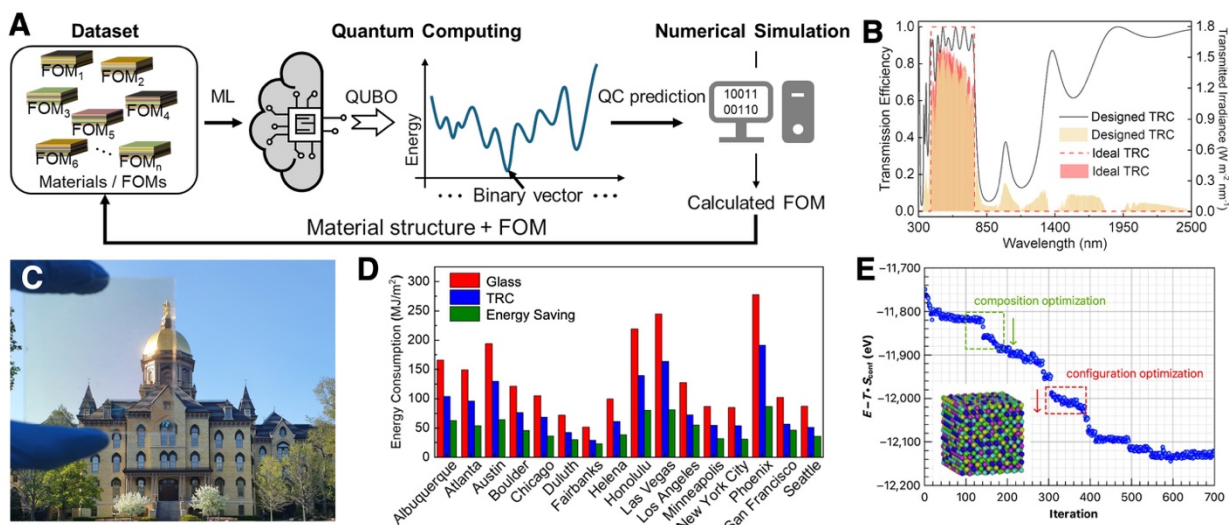 A
Dataset
Quantum Computing
Numerical Simulation
FOM1
FOM2
FOM3
FOM4
FOM5
FOM6
...
FOMn
Materials / FOMs
ML
QUBO
Energy
... Binary vector ...
QC prediction
10011
00110
Calculated FOM
Material structure + FOM
B
Transmission Efficiency
1.0
0.8
0.6
0.4
0.2
0.0
300 850 1400 1950 2500
Wavelength (nm)
1.8
1.5
1.2
0.9
0.6
0.3
0.0
Transmitted Irradiance (W m-2 nm-1)
Designed TRC
Designed TRC
Ideal TRC
Ideal TRC
C
D
Energy Consumption (MJ/m2)
300
250
200
150
100
50
0
Glass
TRC
Energy Saving
Albuquerque
Atlanta
Austin
Boulder
Chicago
Duluth
Fairbanks
Helena
Honolulu
Las Vegas
Los Angeles
Minneapolis
New York City
Phoenix
San Francisco
Seattle
E
E − T· Sconf (eV)
−11,700
−11,800
−11,900
−12,000
−12,100
−12,200
composition optimization
configuration optimization
0 100 200 300 400 500 600 700
Iteration